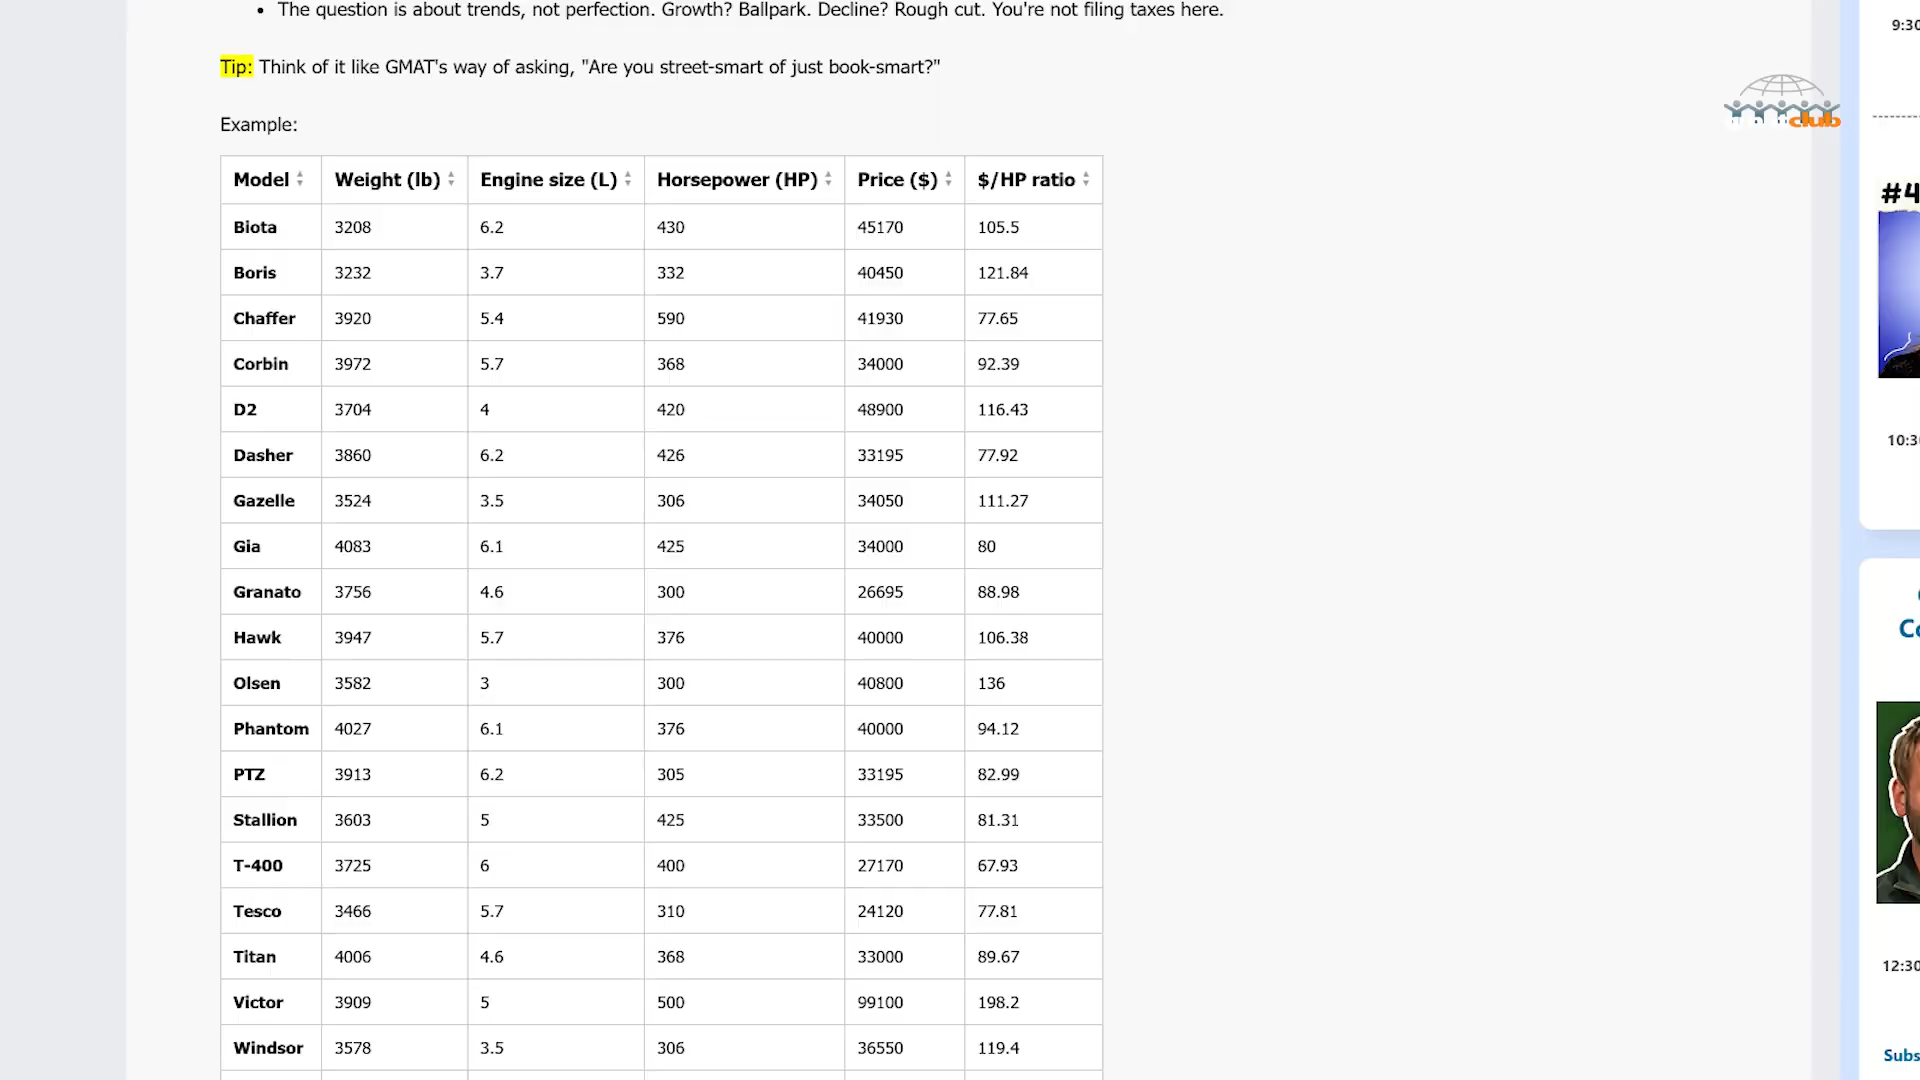 The question is about trends, not perfection. Growth? Ballpark. Decline? Rough cut. You're not filing taxes here.
Tip: Think of it like GMAT's way of asking, "Are you street-smart of just book-smart?"
Example:
Model Weight (lb) Engine size (L) Horsepower (HP) Price ($) $/HP ratio
Biota 3208 6.2 430 45170 105.5
Boris 3232 3.7 332 40450 121.84
Chaffer 3920 5.4 590 41930 77.65
Corbin 3972 5.7 368 34000 92.39
D2 3704 4 420 48900 116.43
Dasher 3860 6.2 426 33195 77.92
Gazelle 3524 3.5 306 34050 111.27
Gia 4083 6.1 425 34000 80
Granato 3756 4.6 300 26695 88.98
Hawk 3947 5.7 376 40000 106.38
Olsen 3582 3 300 40800 136
Phantom 4027 6.1 376 40000 94.12
PTZ 3913 6.2 305 33195 82.99
Stallion 3603 5 425 33500 81.31
T-400 3725 6 400 27170 67.93
Tesco 3466 5.7 310 24120 77.81
Titan 4006 4.6 368 33000 89.67
Victor 3909 5 500 99100 198.2
Windsor 3578 3.5 306 36550 119.4
club
9:30
#4
10:3
Co
12:30
Subs